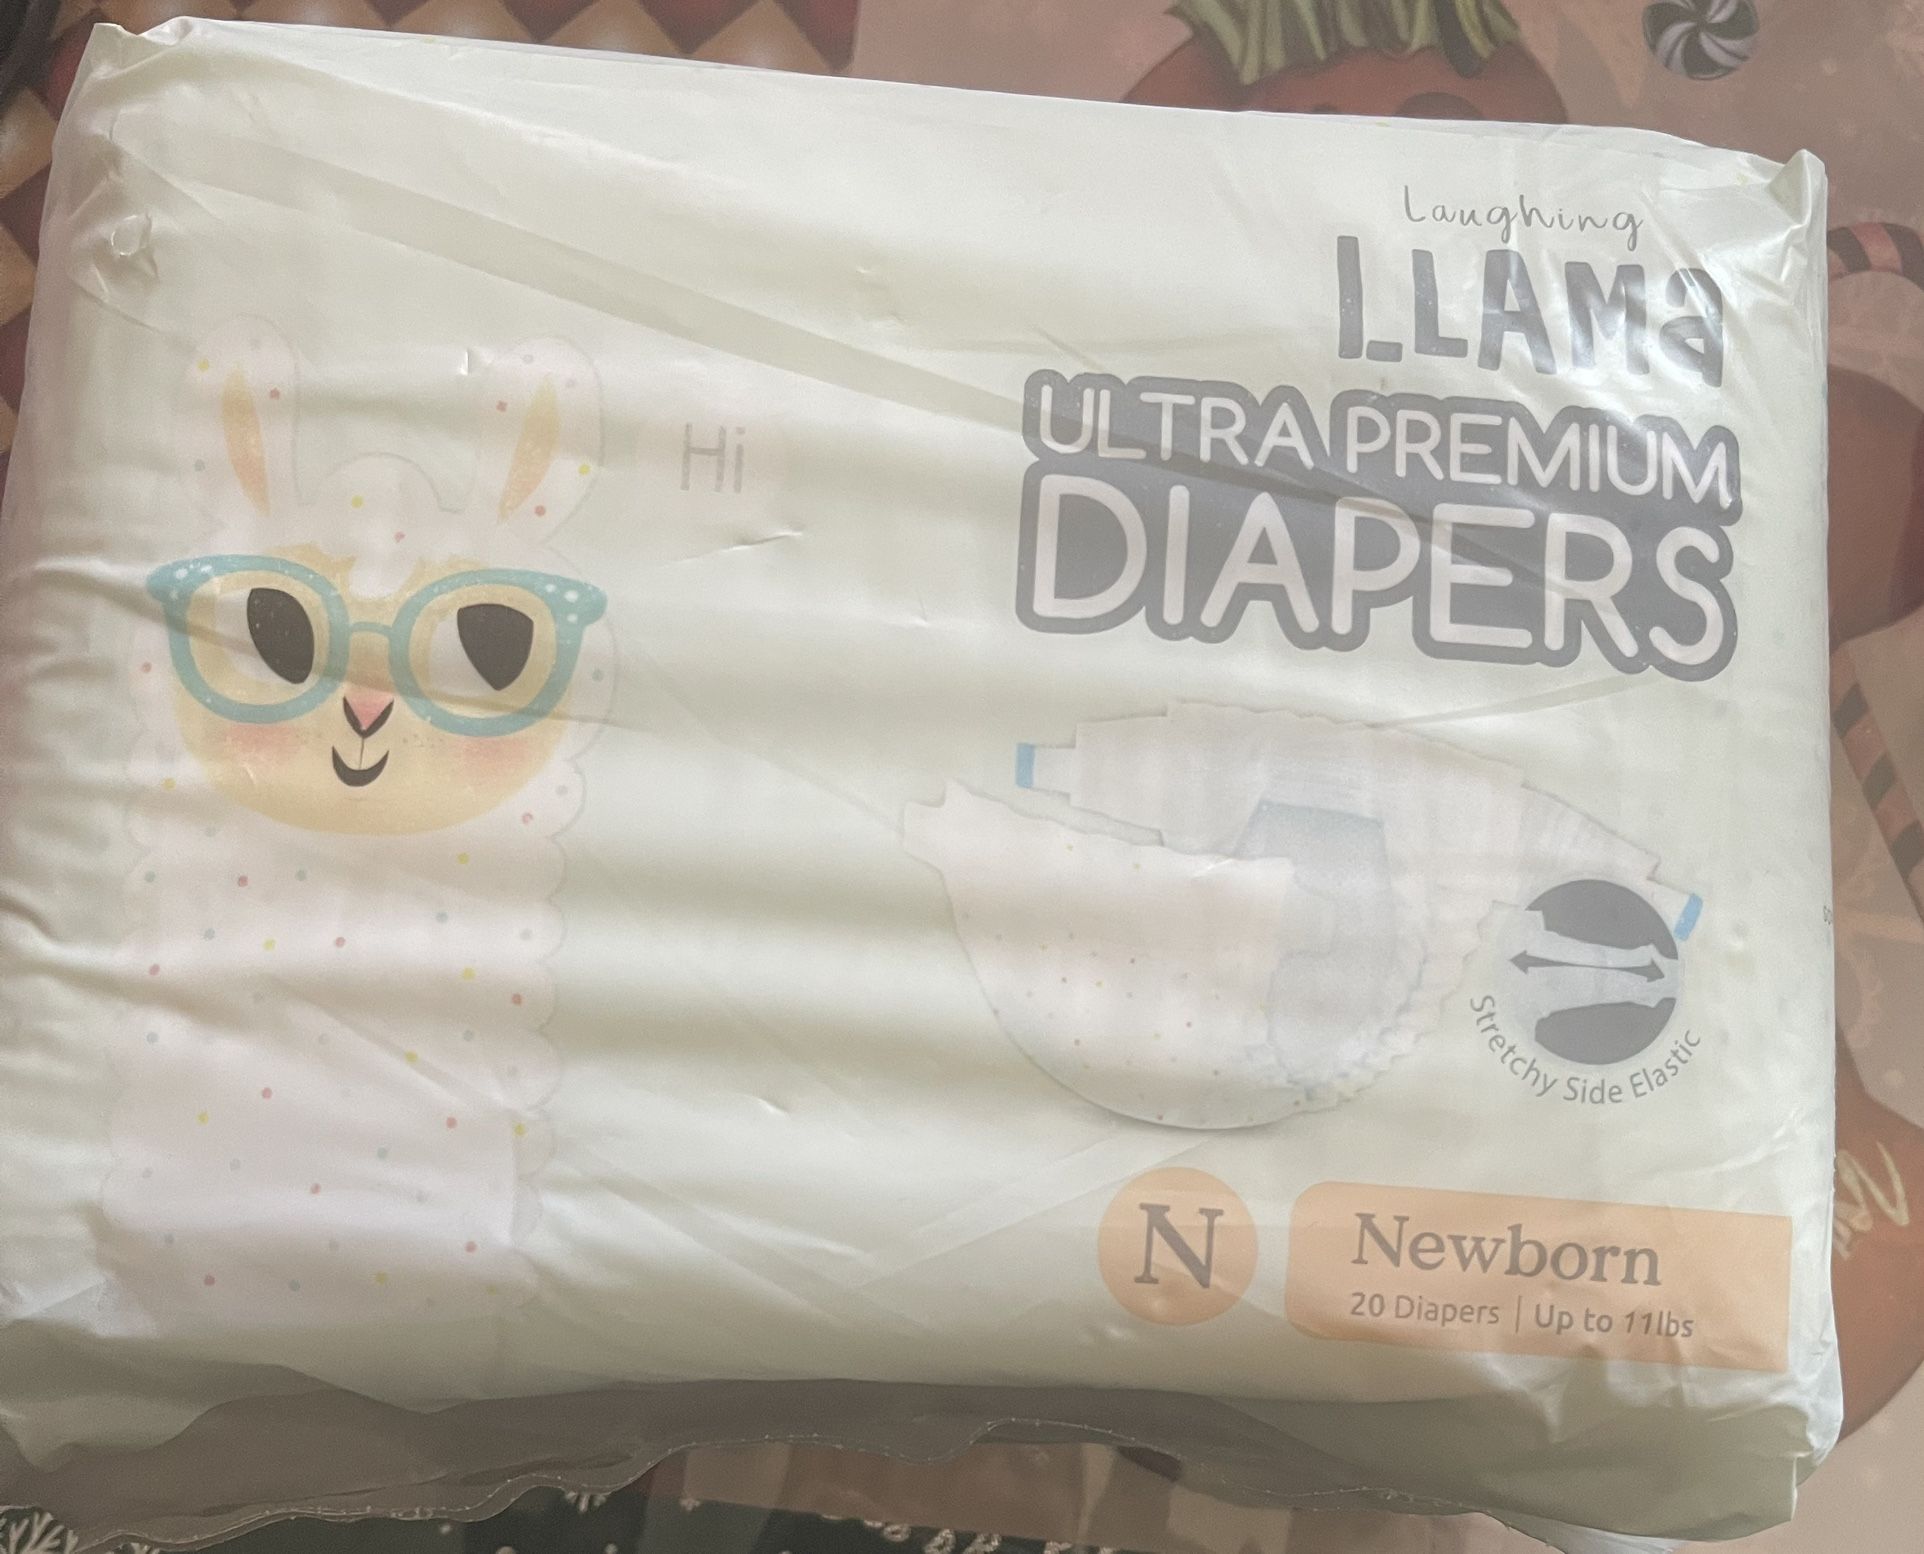 Laughing
LLAMa
Hi
ULTRA PREMIUM
DIAPERS
Stretchy Side Elastic
N
Newborn
20 Diapers | Up to 11lbs